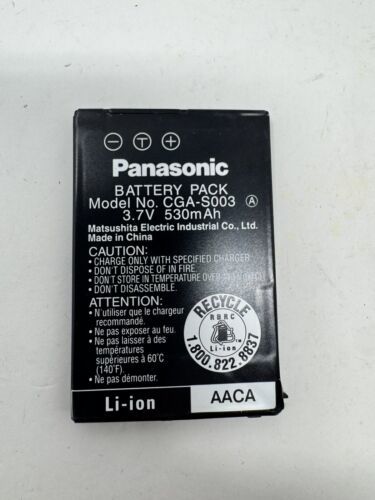 − T +
Panasonic
BATTERY PACK
Model No. CGA-S003 A
3.7V 530mAh
Matsushita Electric Industrial Co., Ltd.
Made in China
CAUTION:
• CHARGE ONLY WITH SPECIFIED CHARGER.
• DON'T DISPOSE OF IN FIRE.
• DON'T STORE IN TEMPERATURE OVER
• DON'T DISASSEMBLE.
ATTENTION:
• N'utiliser que le chargeur
recommandé.
• Ne pas exposer au feu.
• Ne pas laisser à des
températures
supérieures à 60°C
(140°F).
• Ne pas démonter.
RECYCLE
RBRC
Li-ion
1.800.822.8837
Li-ion
AACA